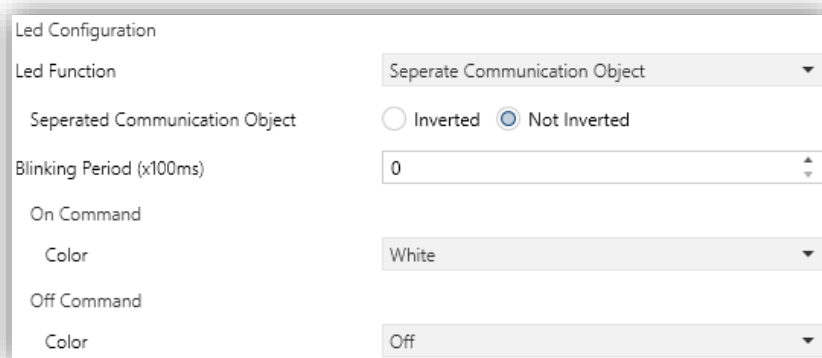 Led Configuration
Led Function Seperate Communication Object
Seperated Communication Object Inverted Not Inverted
Blinking Period (x100ms) 0
On Command
Color White
Off Command
Color Off